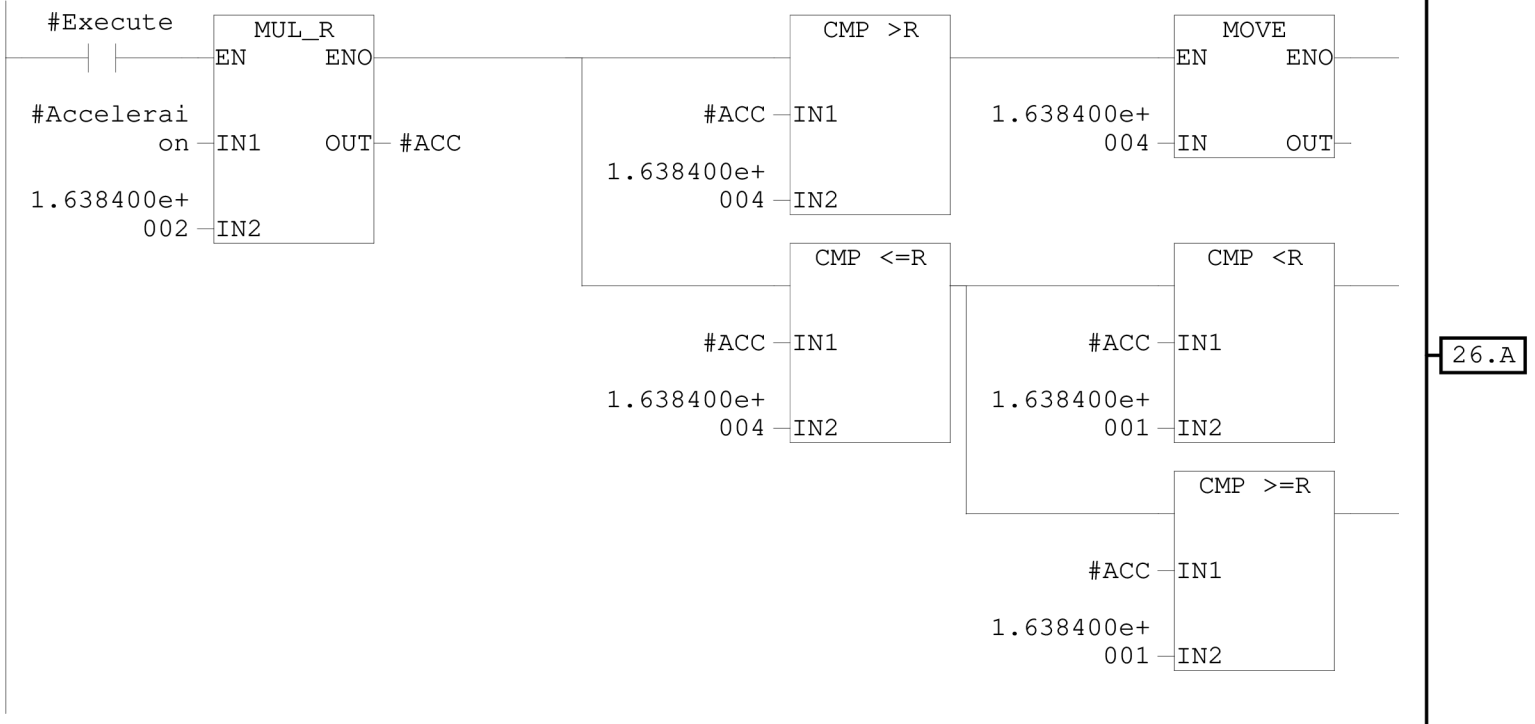 #Execute
MUL_R
EN ENO
#Accelerai
on IN1 OUT #ACC
1.638400e+
002 IN2
CMP >R
#ACC IN1
1.638400e+
004 IN2
MOVE
EN ENO
1.638400e+
004 IN OUT
CMP <=R
#ACC IN1
1.638400e+
004 IN2
CMP <R
#ACC IN1
1.638400e+
001 IN2
CMP >=R
#ACC IN1
1.638400e+
001 IN2
26.A